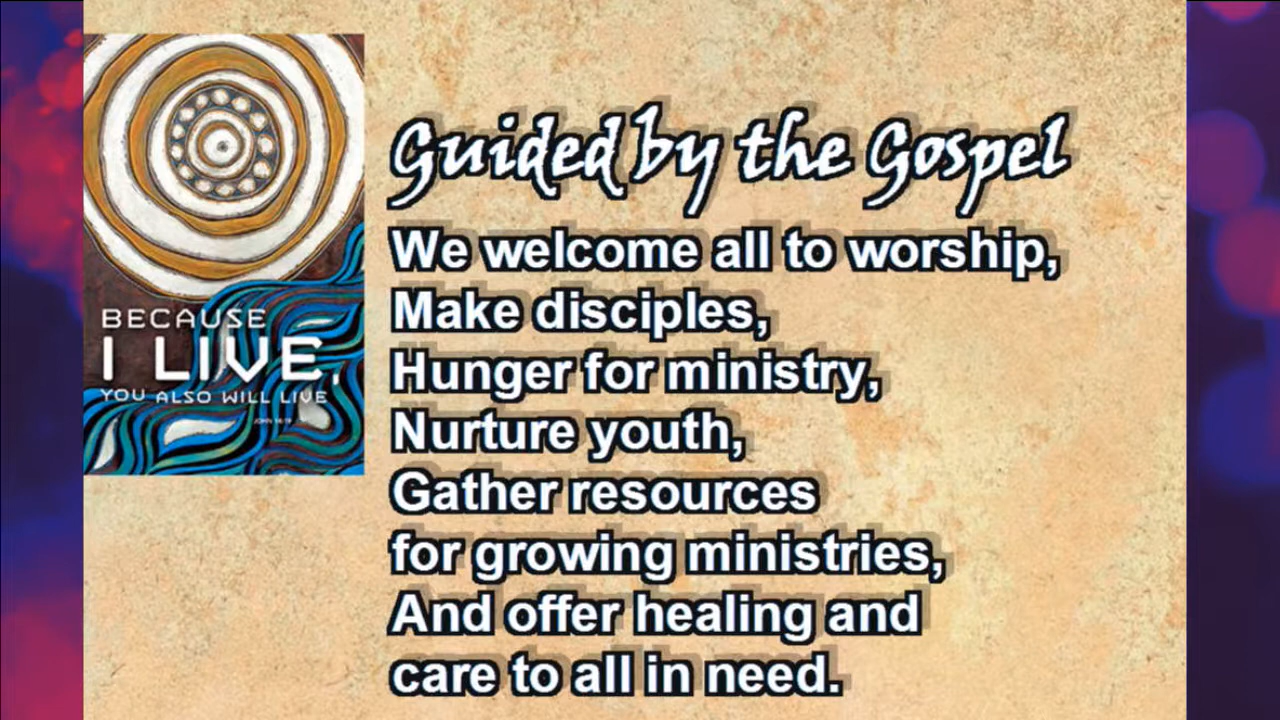 BECAUSE
I LIVE,
YOU ALSO WILL LIVE
Guided by the Gospel
We welcome all to worship,
Make disciples,
Hunger for ministry,
Nurture youth,
Gather resources
for growing ministries,
And offer healing and
care to all in need.